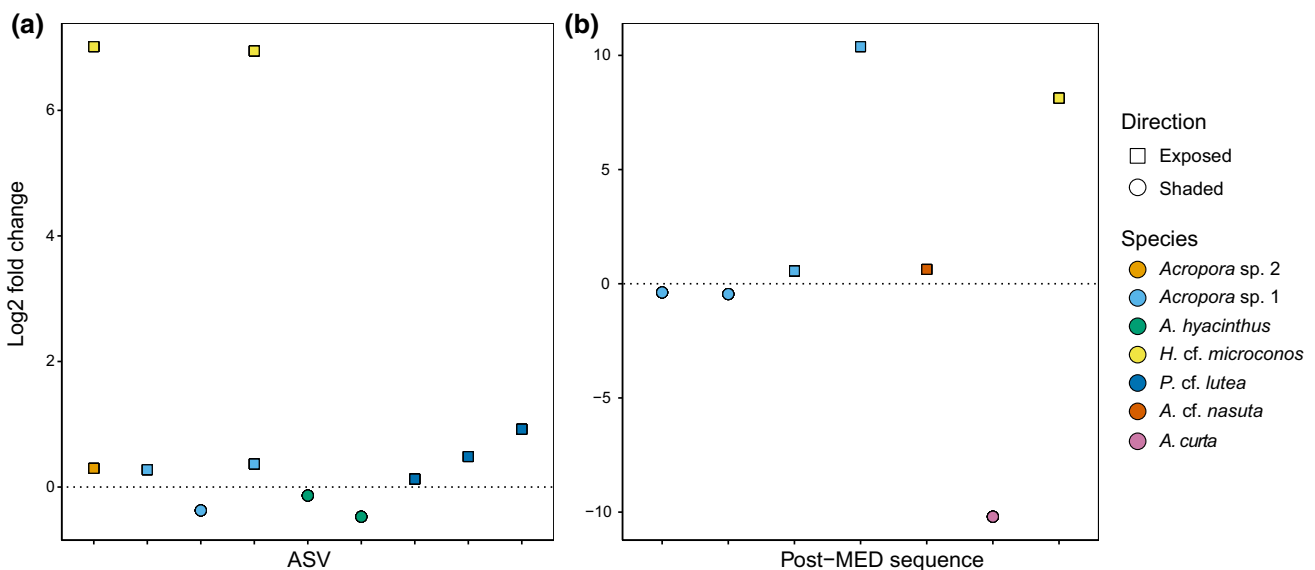 (a)
Log2 fold change
6
4
2
0
ASV
(b)
10
5
0
−5
−10
Post−MED sequence
Direction
Exposed
Shaded
Species
Acropora sp. 2
Acropora sp. 1
A. hyacinthus
H. cf. microconos
P. cf. lutea
A. cf. nasuta
A. curta